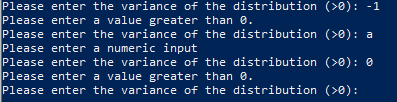 Please enter the variance of the distribution (>0): -1
Please enter a value greater than 0.
Please enter the variance of the distribution (>0): a
Please enter a numeric input
Please enter the variance of the distribution (>0): 0
Please enter a value greater than 0.
Please enter the variance of the distribution (>0):